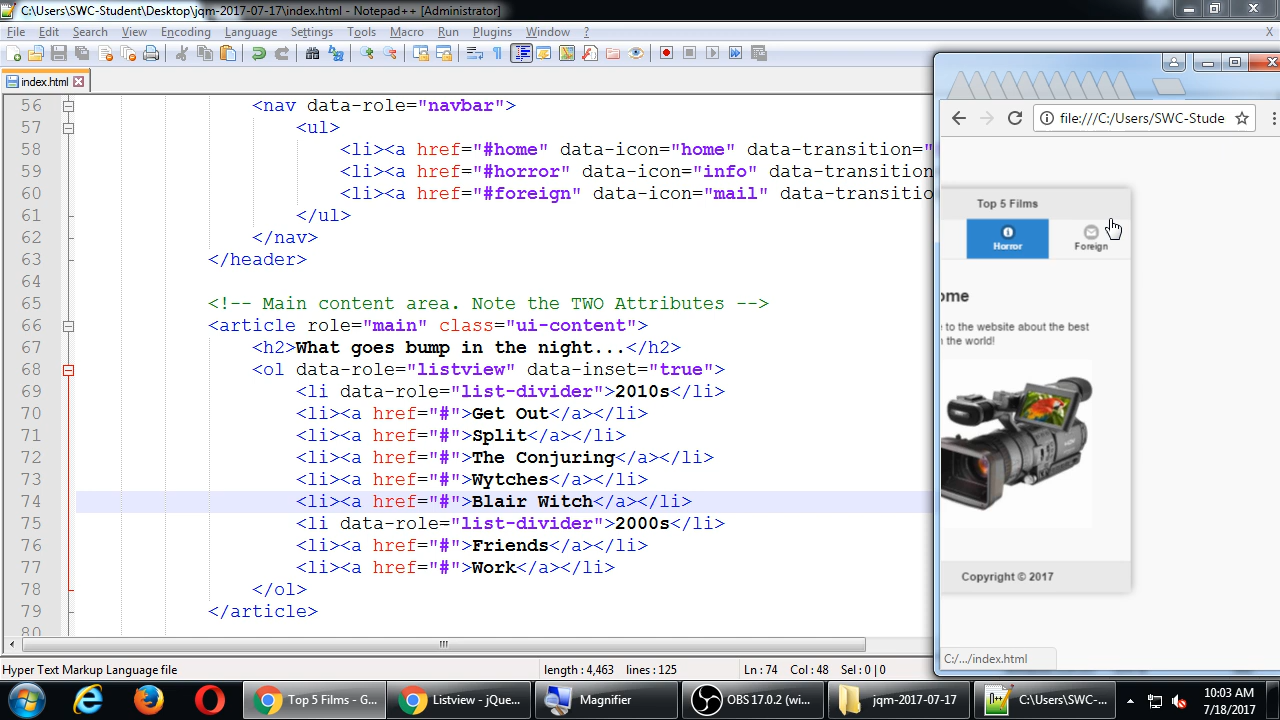 C:\Users\SWC-Student\Desktop\jqm-2017-07-17\index.html - Notepad++ [Administrator]
File Edit Search View Encoding Language Settings Tools Macro Run Plugins Window ?
X
index.html
56 <nav data-role="navbar">
57 <ul>
58 <li><a href="#home" data-icon="home" data-transition="
59 <li><a href="#horror" data-icon="info" data-transition
60 <li><a href="#foreign" data-icon="mail" data-transition
61 </ul>
62 </nav>
63 </header>
64
65 <!-- Main content area. Note the TWO Attributes -->
66 <article role="main" class="ui-content">
67 <h2>What goes bump in the night...</h2>
68 <ol data-role="listview" data-inset="true">
69 <li data-role="list-divider">2010s</li>
70 <li><a href="#">Get Out</a></li>
71 <li><a href="#">Split</a></li>
72 <li><a href="#">The Conjuring</a></li>
73 <li><a href="#">Wytches</a></li>
74 <li><a href="#">Blair Witch</a></li>
75 <li data-role="list-divider">2000s</li>
76 <li><a href="#">Friends</a></li>
77 <li><a href="#">Work</a></li>
78 </ol>
79 </article>
80
Hyper Text Markup Language file length : 4,463 lines : 125 Ln : 74 Col : 48 Sel : 0 | 0
file:///C:/Users/SWC-Stude
Top 5 Films
Horror Foreign
ome
e to the website about the best
n the world!
Copyright © 2017
C:/.../index.html
Top 5 Films - G... Listview - jQue... Magnifier OBS 17.0.2 (wi... jqm-2017-07-17 C:\Users\SWC-... 10:03 AM
7/18/2017